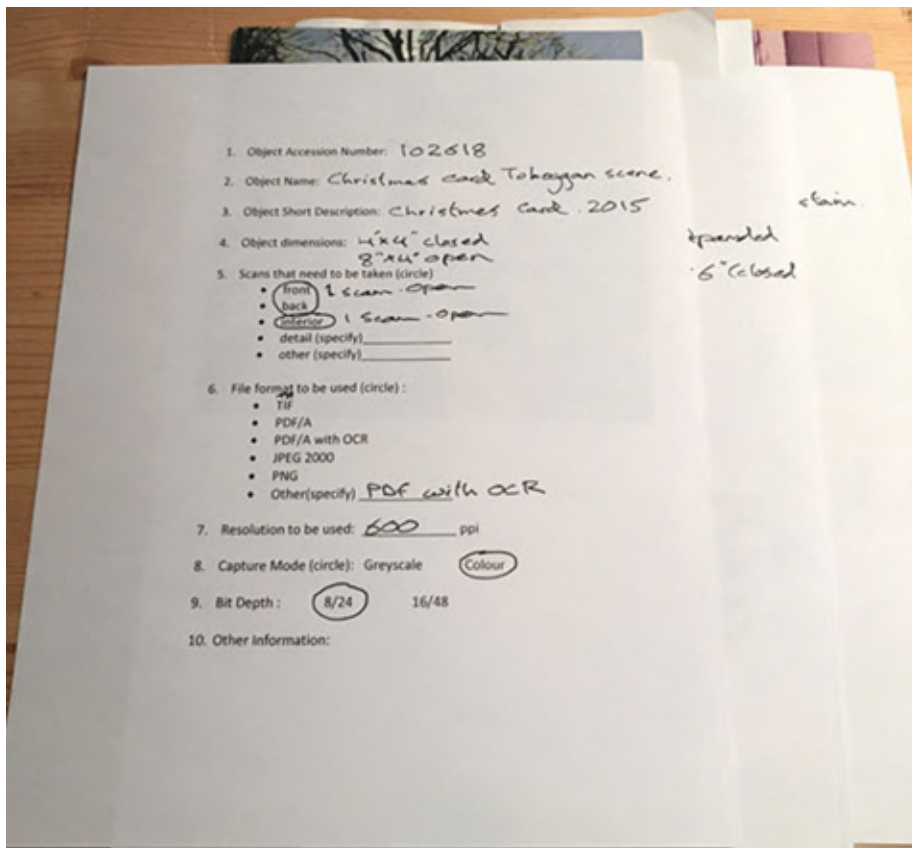 1. Object Accession Number: 102618
2. Object Name: Christmas card Toboggan scene.
3. Object Short Description: Christmas Card. 2015
stain.
4. Object dimensions: 4"x4" closed
8"x4" open
6" (closed
5. Scans that need to be taken (circle)
• front 1 scan - open
• back
• interior 1 scan - open
• detail (specify)
• other (specify)
6. File format to be used (circle) :
• TIF
• PDF/A
• PDF/A with OCR
• JPEG 2000
• PNG
• Other(specify) PDF with OCR
7. Resolution to be used: 600 ppi
8. Capture Mode (circle): Greyscale Colour
9. Bit Depth : 8/24 16/48
10. Other Information: